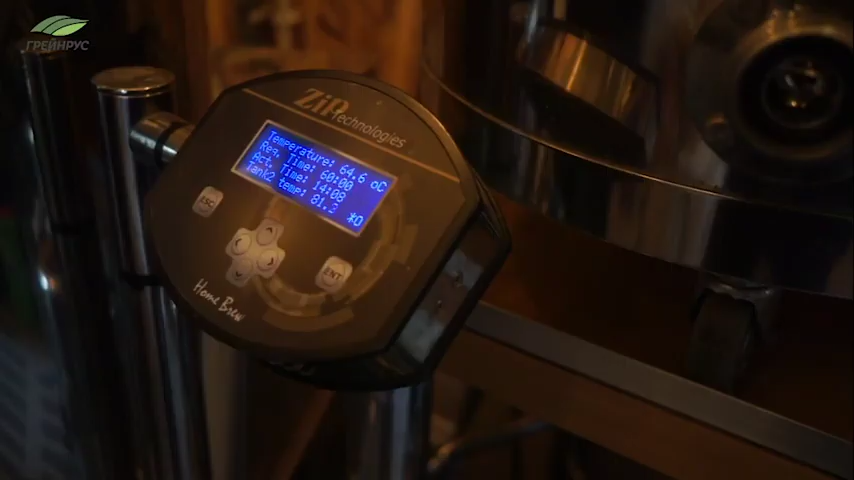 ГРЕЙНРУС
ZiP
Technologies
Temperature: 64.6 oC
Req. Time: 60:00
Act. Time: 14:08
Tank2 temp: 81.2
*0
ESC
ENT
Home Brew